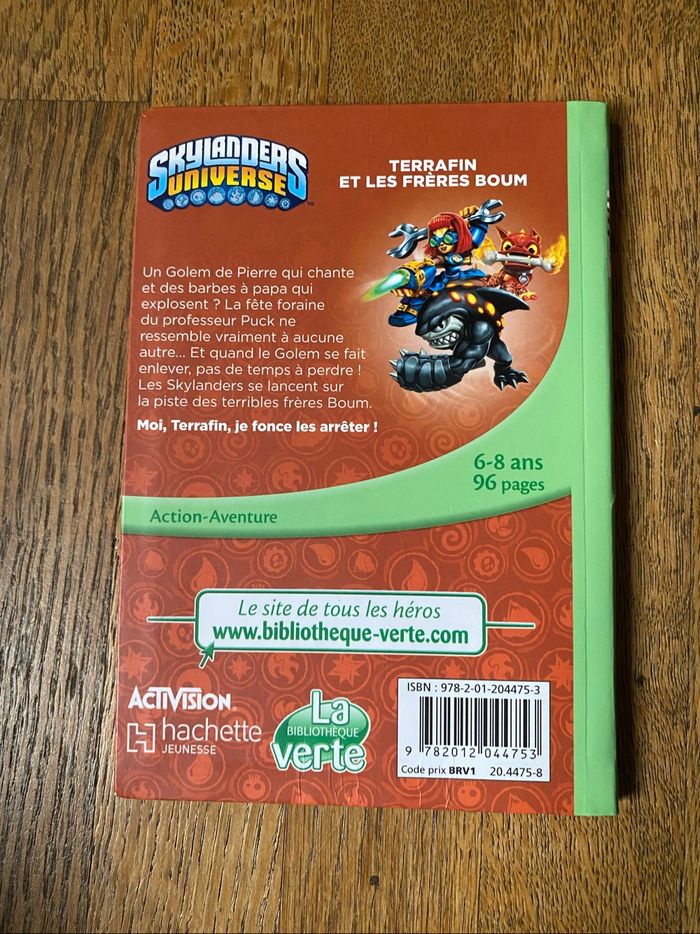 SKYLANDERS
UNIVERSE
TERRAFIN
ET LES FRÈRES BOUM
Un Golem de Pierre qui chante
et des barbes à papa qui
explosent ? La fête foraine
du professeur Puck ne
ressemble vraiment à aucune
autre... Et quand le Golem se fait
enlever, pas de temps à perdre !
Les Skylanders se lancent sur
la piste des terribles frères Boum.
Moi, Terrafin, je fonce les arrêter !
6-8 ans
96 pages
Action-Aventure
Le site de tous les héros
www.bibliotheque-verte.com
ACTIVISION
hachette
JEUNESSE
La
BIBLIOTHÈQUE
verte
ISBN : 978-2-01-204475-3
9 782012 044753
Code prix BRV1 20.4475-8